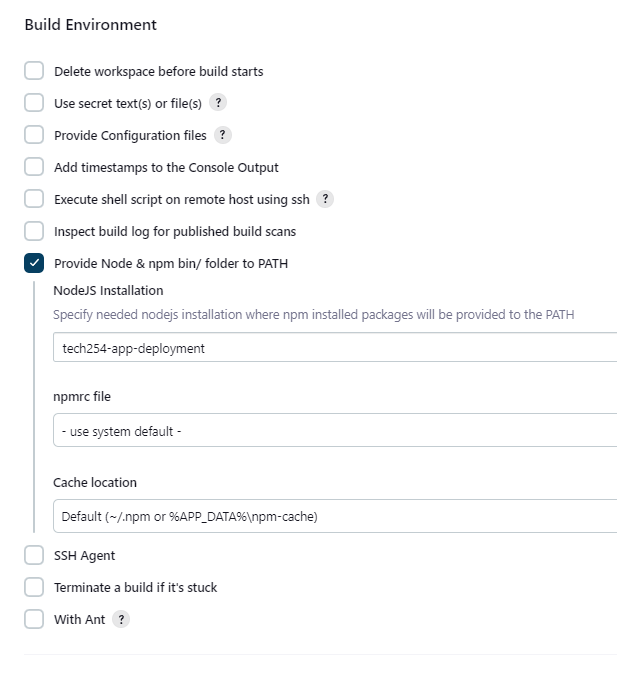 Build Environment
Delete workspace before build starts
Use secret text(s) or file(s) ?
Provide Configuration files ?
Add timestamps to the Console Output
Execute shell script on remote host using ssh ?
Inspect build log for published build scans
Provide Node & npm bin/ folder to PATH
NodeJS Installation
Specify needed nodejs installation where npm installed packages will be provided to the PATH
tech254-app-deployment
npmrc file
- use system default -
Cache location
Default (~/.npm or %APP_DATA%\npm-cache)
SSH Agent
Terminate a build if it's stuck
With Ant ?